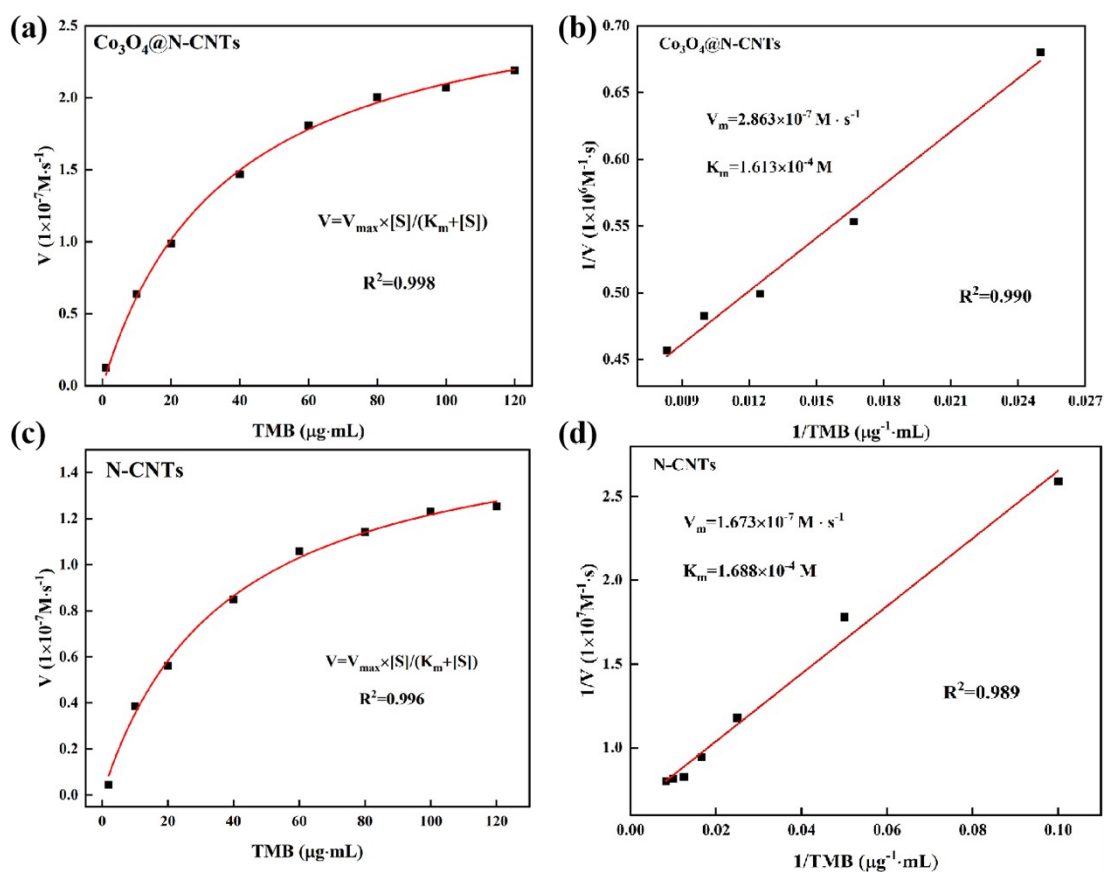 (a)
Co₃O₄@N-CNTs
V=Vmax×[S]/(Km+[S])
R²=0.998
V (1×10⁻⁷M·s⁻¹)
2.5
2.0
1.5
1.0
0.5
0.0
0 20 40 60 80 100 120
TMB (μg·mL)
(b)
Co₃O₄@N-CNTs
Vm=2.863×10⁻⁷ M · s⁻¹
Km=1.613×10⁻⁴ M
R²=0.990
1/V (1×10⁶M⁻¹·s)
0.70
0.65
0.60
0.55
0.50
0.45
0.009 0.012 0.015 0.018 0.021 0.024 0.027
1/TMB (μg⁻¹·mL)
(c)
N-CNTs
V=Vmax×[S]/(Km+[S])
R²=0.996
V (1×10⁻⁷M·s⁻¹)
1.4
1.2
1.0
0.8
0.6
0.4
0.2
0.0
0 20 40 60 80 100 120
TMB (μg·mL)
(d)
N-CNTs
Vm=1.673×10⁻⁷ M · s⁻¹
Km=1.688×10⁻⁴ M
R²=0.989
1/V (1×10⁷M⁻¹·s)
2.5
2.0
1.5
1.0
0.00 0.02 0.04 0.06 0.08 0.10
1/TMB (μg⁻¹·mL)